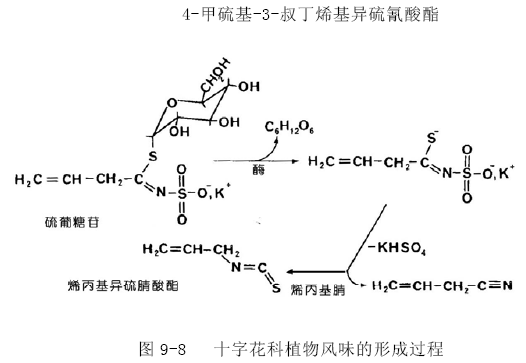 4-甲硫基-3-叔丁烯基异硫氰酸酯
CH₂OH
O
OH
OH
OH
S
H₂C=CH—CH₂—C
N—S—O⁻,K⁺
O
O
硫葡糖苷
C₆H₁₂O₆
酶
S⁻
H₂C=CH—CH₂—C
N—S—O⁻,K⁺
O
O
—KHSO₄
H₂C=CH—CH₂
N=C=S
烯丙基异硫腈酸酯
烯丙基腈
H₂C=CH—CH₂—C≡N
图 9-8 十字花科植物风味的形成过程